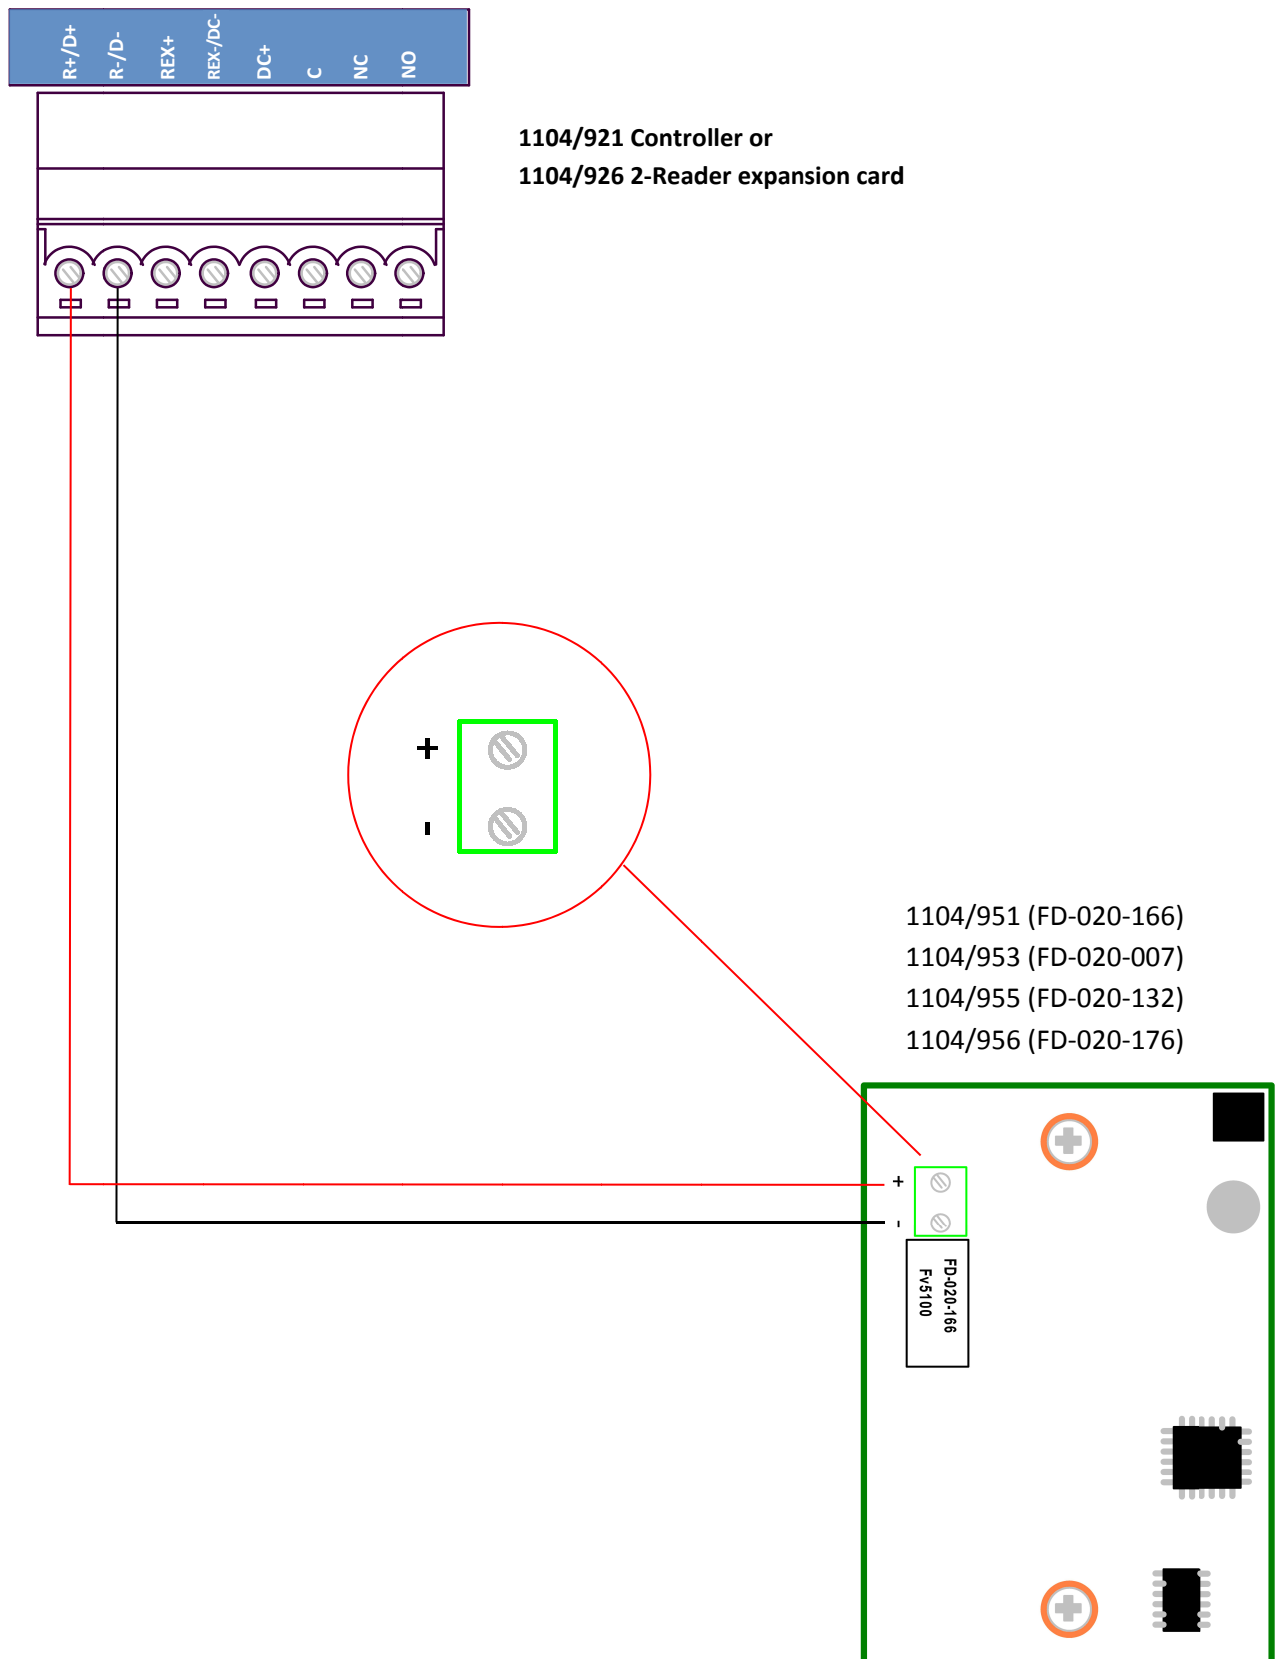 R+/D+
R-/D-
REX+
REX-/DC-
DC+
C
NC
NO
1104/921 Controller or
1104/926 2-Reader expansion card
+
-
1104/951 (FD-020-166)
1104/953 (FD-020-007)
1104/955 (FD-020-132)
1104/956 (FD-020-176)
+
-
FD-020-166
Fv5100